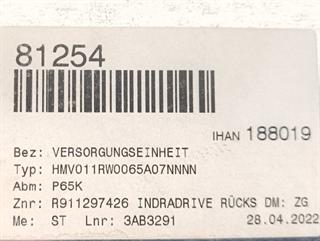 81254
IHAN 188019
Bez: VERSORGUNGSEINHEIT
Typ: HMV011RW0065A07NNNN
Abm: P65K
Znr: R911297426 INDRADRIVE RÜCKS DM: ZG
Me: ST Lnr: 3AB3291 28.04.2022